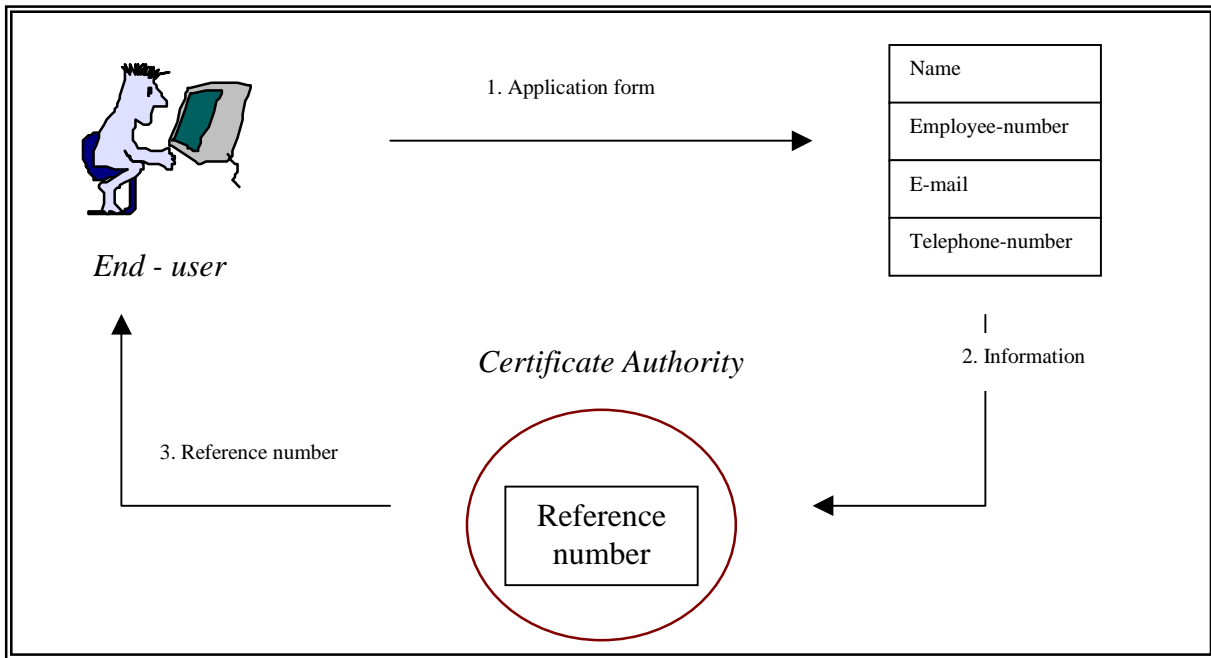 1. Application form
Name
Employee-number
E-mail
Telephone-number
End - user
2. Information
Certificate Authority
3. Reference number
Reference
number